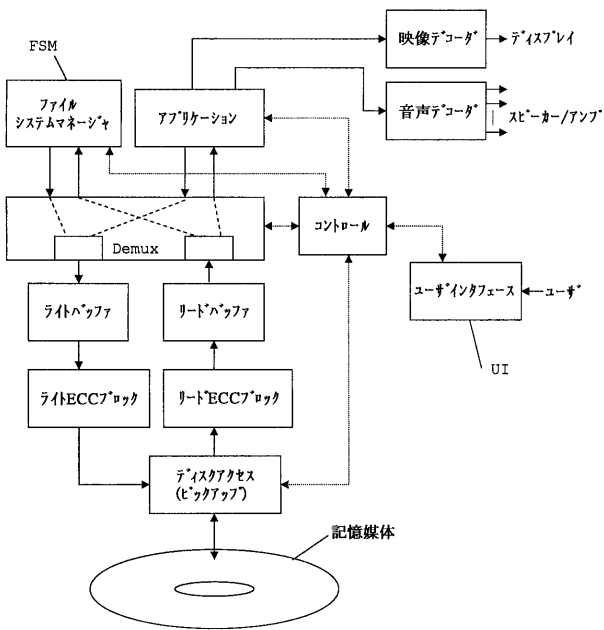 FSM
映像ﾃﾞｺｰﾀﾞ
ﾃﾞｨｽﾌﾟﾚｲ
ﾌｧｲﾙ
ｼｽﾃﾑﾏﾈｰｼﾞｬ
ｱﾌﾟﾘｹｰｼｮﾝ
音声ﾃﾞｺｰﾀﾞ
ｽﾋﾟｰｶｰ/ｱﾝﾌﾟ
Demux
ｺﾝﾄﾛｰﾙ
ﾗｲﾄﾊﾞｯﾌｧ
ﾘｰﾄﾞﾊﾞｯﾌｧ
ﾕｰｻﾞｲﾝﾀﾌｪｰｽ
ﾕｰｻﾞ
UI
ﾗｲﾄECCﾌﾞﾛｯｸ
ﾘｰﾄﾞECCﾌﾞﾛｯｸ
ﾃﾞｨｽｸｱｸｾｽ
(ﾋﾟｯｸｱｯﾌﾟ)
記憶媒体